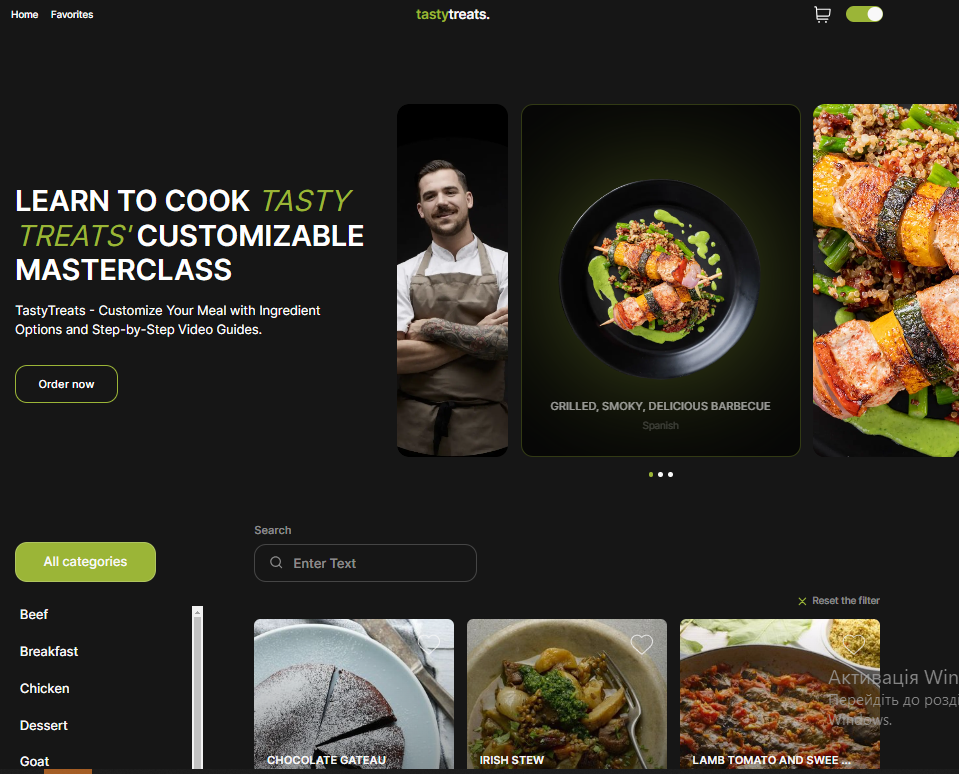 Home Favorites
tastytreats.
LEARN TO COOK TASTY
TREATS' CUSTOMIZABLE
MASTERCLASS
TastyTreats - Customize Your Meal with Ingredient
Options and Step-by-Step Video Guides.
Order now
GRILLED, SMOKY, DELICIOUS BARBECUE
Spanish
All categories
Beef
Breakfast
Chicken
Dessert
Goat
Search
Enter Text
Reset the filter
CHOCOLATE GATEAU
IRISH STEW
LAMB TOMATO AND SWEE ...
Активація Win
Перейдіть до розді
Windows.